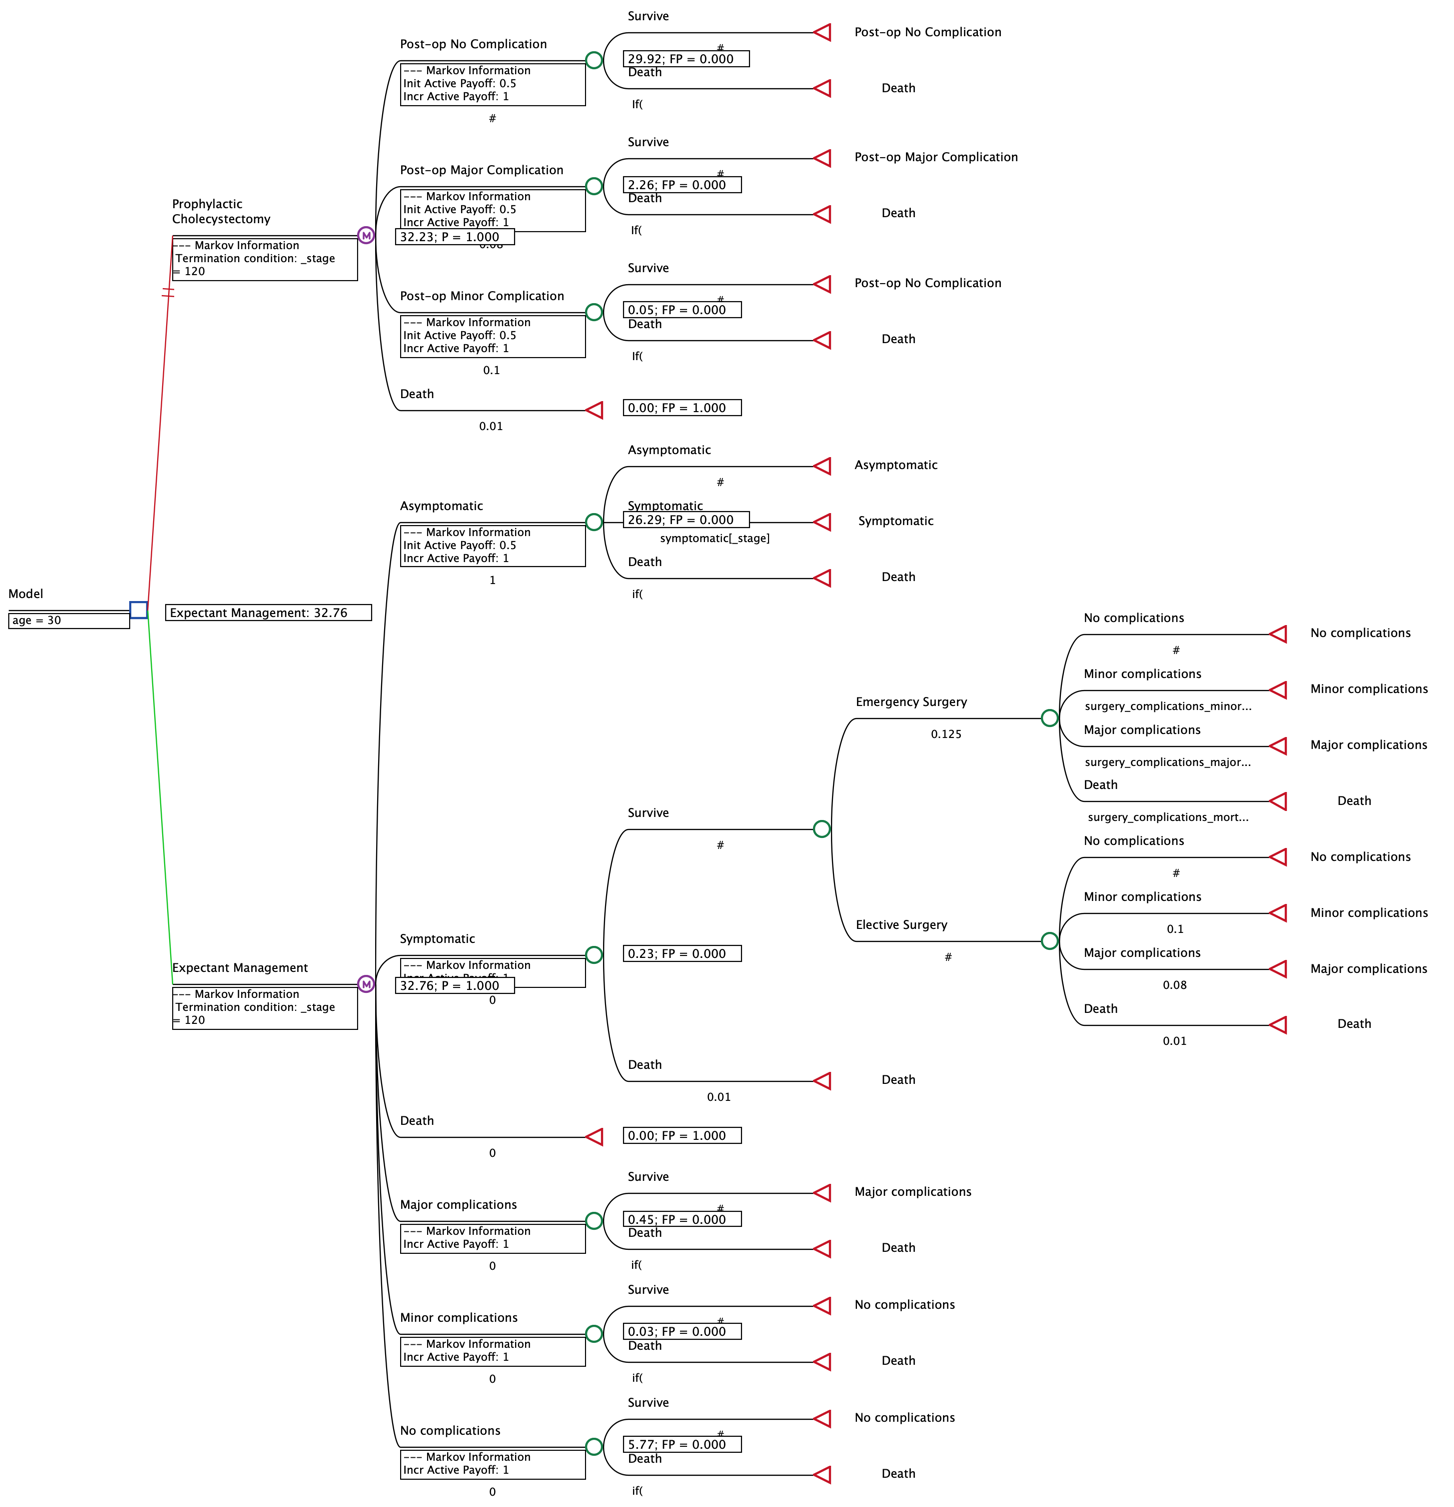 Survive
#
Post-op No Complication
Post-op No Complication
--- Markov Information
Init Active Payoff: 0.5
Incr Active Payoff: 1
#
29.92; FP = 0.000
Death
If(
Death
Survive
#
Post-op Major Complication
Post-op Major Complication
--- Markov Information
Init Active Payoff: 0.5
Incr Active Payoff: 1
2.26; FP = 0.000
Death
If(
Death
Prophylactic
Cholecystectomy
--- Markov Information
Termination condition: _stage
= 120
32.23; P = 1.000
Survive
#
Post-op No Complication
Post-op Minor Complication
--- Markov Information
Init Active Payoff: 0.5
Incr Active Payoff: 1
0.1
0.05; FP = 0.000
Death
If(
Death
Death
0.01
0.00; FP = 1.000
Asymptomatic
#
Asymptomatic
Asymptomatic
--- Markov Information
Init Active Payoff: 0.5
Incr Active Payoff: 1
1
Symptomatic
26.29; FP = 0.000
symptomatic[_stage]
Symptomatic
Death
if(
Death
Model
age = 30
Expectant Management: 32.76
No complications
#
No complications
Minor complications
surgery_complications_minor...
Minor complications
Emergency Surgery
0.125
Major complications
surgery_complications_major...
Major complications
Death
surgery_complications_mort...
Death
Survive
#
No complications
#
No complications
Minor complications
0.1
Minor complications
Elective Surgery
#
Major complications
0.08
Major complications
Death
0.01
Death
Symptomatic
--- Markov Information
Incr Active Payoff: 1
0
0.23; FP = 0.000
Expectant Management
--- Markov Information
Termination condition: _stage
= 120
32.76; P = 1.000
Death
0.01
Death
Death
0
0.00; FP = 1.000
Survive
#
Major complications
Major complications
--- Markov Information
Incr Active Payoff: 1
0
0.45; FP = 0.000
Death
if(
Death
Survive
#
No complications
Minor complications
--- Markov Information
Incr Active Payoff: 1
0
0.03; FP = 0.000
Death
if(
Death
Survive
#
No complications
No complications
--- Markov Information
Incr Active Payoff: 1
0
5.77; FP = 0.000
Death
if(
Death